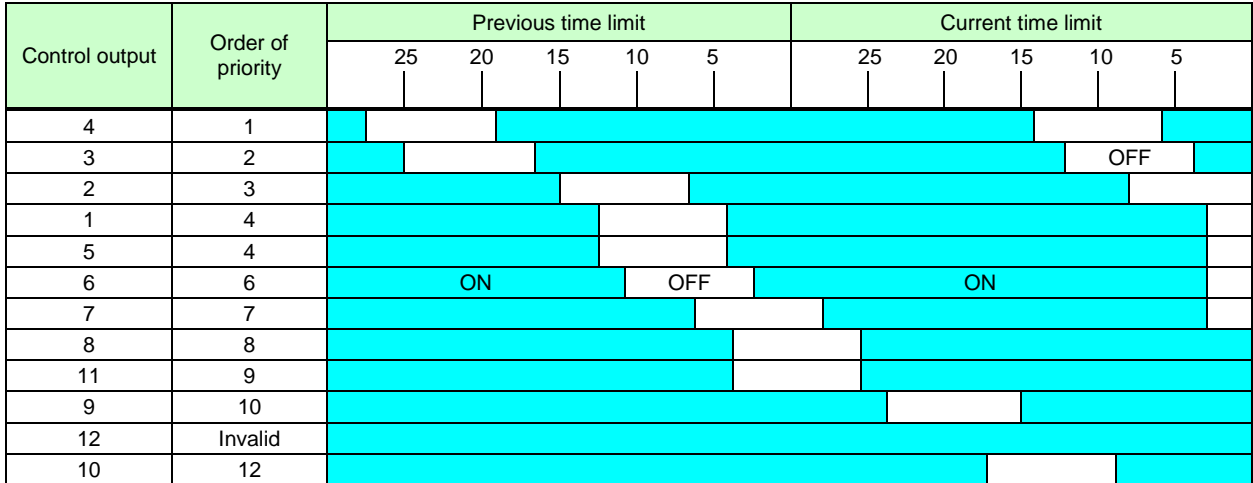 Control output Order of priority Previous time limit Current time limit
25 20 15 10 5 25 20 15 10 5
4 1
3 2 OFF
2 3
1 4
5 4
6 6 ON OFF ON
7 7
8 8
11 9
9 10
12 Invalid
10 12